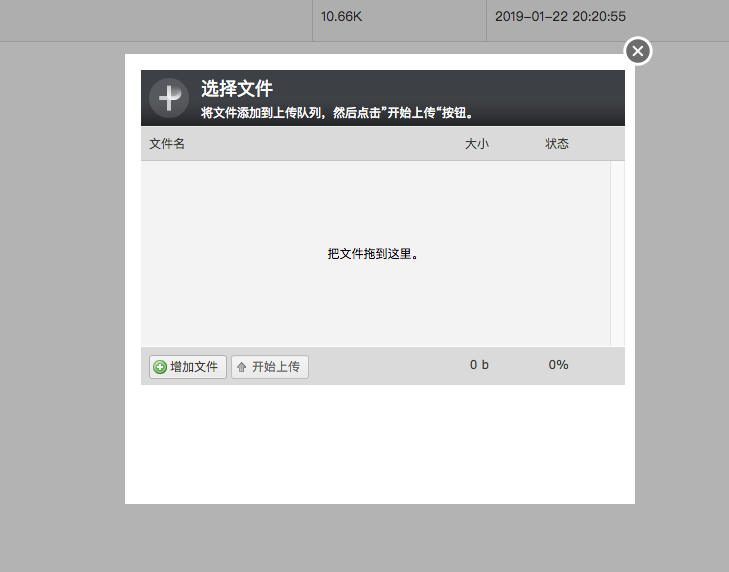 10.66K 2019-01-22 20:20:55
选择文件
将文件添加到上传队列，然后点击”开始上传“按钮。
文件名 大小 状态
把文件拖到这里。
增加文件 开始上传 0 b 0%